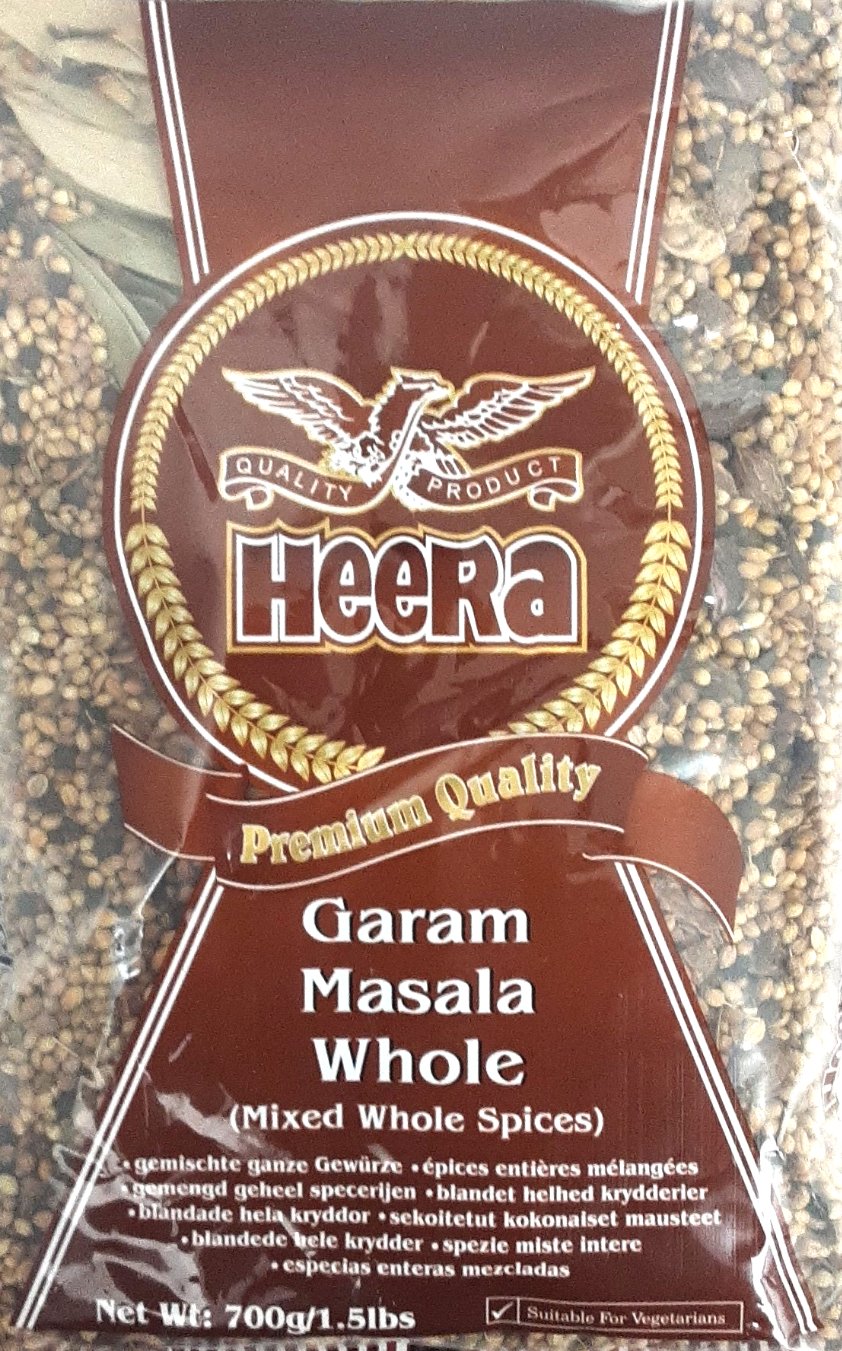 QUALITY PRODUCT
HeeRa
Premium Quality
Garam
Masala
Whole
(Mixed Whole Spices)
•gemischte ganze Gewürze •épices entières mélangées
•gemengd geheel specerijen •blandet helhed krydderier
•blandade hela kryddor •sekoitetut kokonaiset mausteet
•blandede hele krydder •spezie miste intere
•especias enteras mezcladas
Net Wt: 700g/1.5lbs
Suitable For Vegetarians